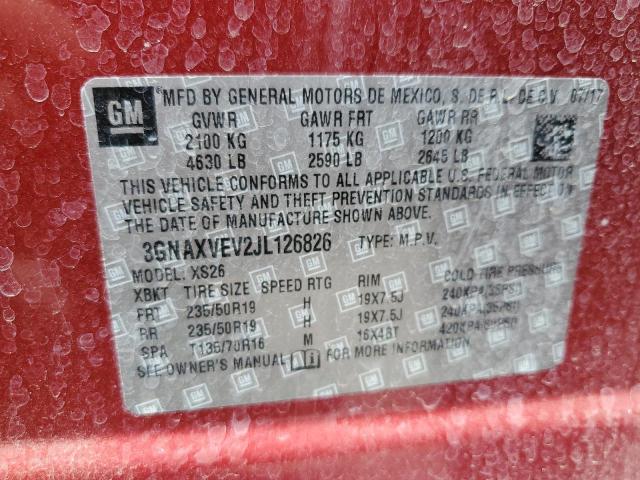 GM MFD BY GENERAL MOTORS DE MEXICO, S. DE R.L. DE C.V. 07/17
GVWR GAWR FRT GAWR RR
2100 KG 1175 KG 1200 KG
4630 LB 2590 LB 2645 LB
THIS VEHICLE CONFORMS TO ALL APPLICABLE U.S. FEDERAL MOTOR
VEHICLE SAFETY AND THEFT PREVENTION STANDARDS IN EFFECT ON
THE DATE OF MANUFACTURE SHOWN ABOVE.
3GNAXVEV2JL126826 TYPE: M.P.V.
MODEL: XS26
XBKT TIRE SIZE SPEED RTG RIM COLD TIRE PRESSURE
FRT 235/50R19 H 19X7.5J 240KPA/35PSI
RR 235/50R19 H 19X7.5J 240KPA/35PSI
SPA T135/70R16 M 16X4BT 420KPA/60PSI
SEE OWNER'S MANUAL FOR MORE INFORMATION.